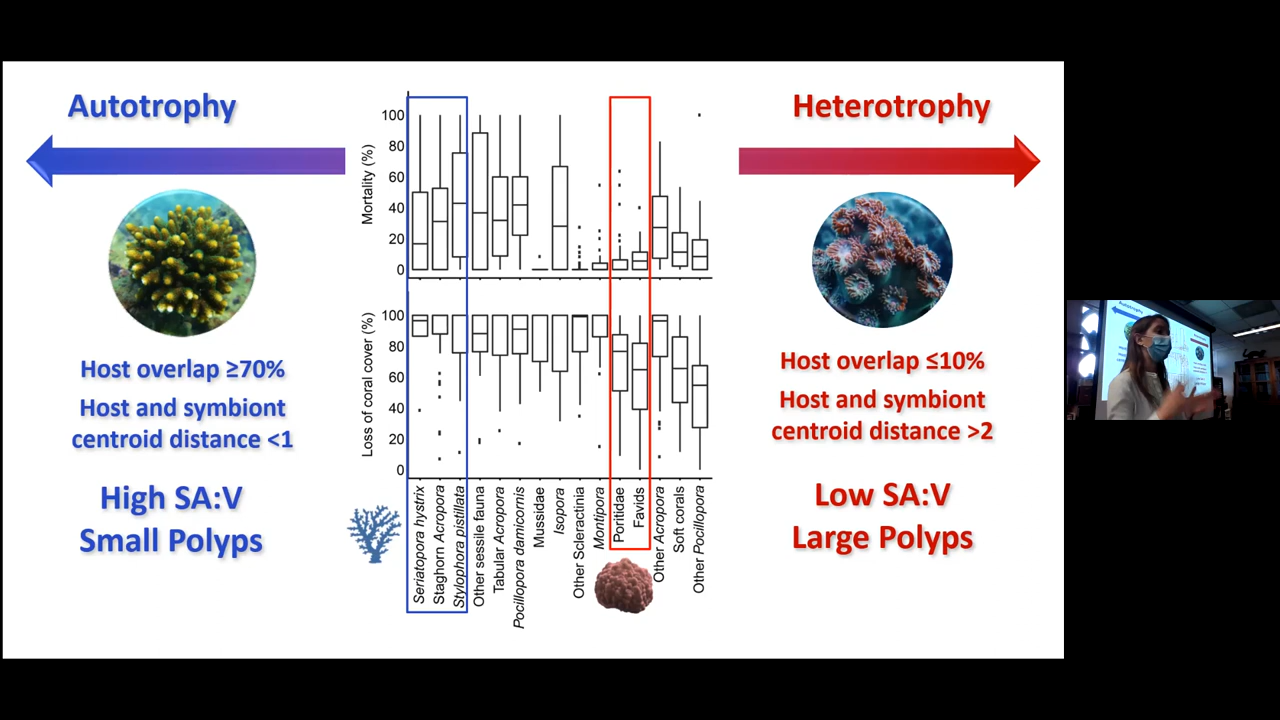 Autotrophy
Host overlap ≥70%
Host and symbiont
centroid distance <1
High SA:V
Small Polyps
Mortality (%)
100
80
60
40
20
0
Loss of coral cover (%)
100
80
60
40
20
0
Seriatopora hystrix
Staghorn Acropora
Stylophora pistillata
Other sessile fauna
Tabular Acropora
Pocillopora damicornis
Mussidae
Isopora
Other Scleractinia
Montipora
Poritidae
Favids
Other Acropora
Soft corals
Other Pocillopora
Heterotrophy
Host overlap ≤10%
Host and symbiont
centroid distance >2
Low SA:V
Large Polyps
Autotrophy